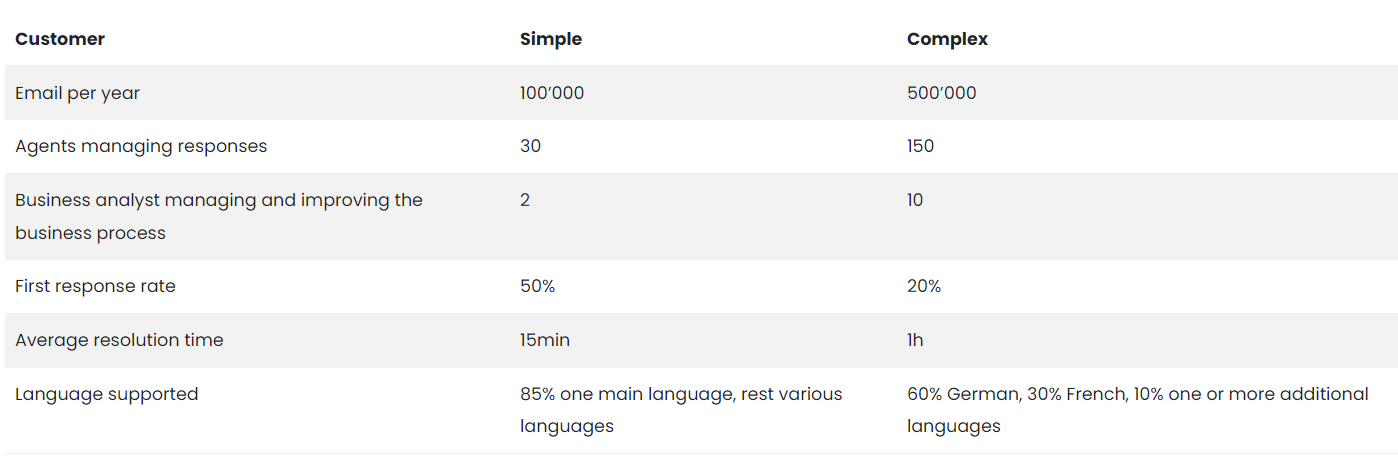 Customer Simple Complex
Email per year 100’000 500’000
Agents managing responses 30 150
Business analyst managing and improving the 2 10
business process
First response rate 50% 20%
Average resolution time 15min 1h
Language supported 85% one main language, rest various 60% German, 30% French, 10% one or more additional
languages languages